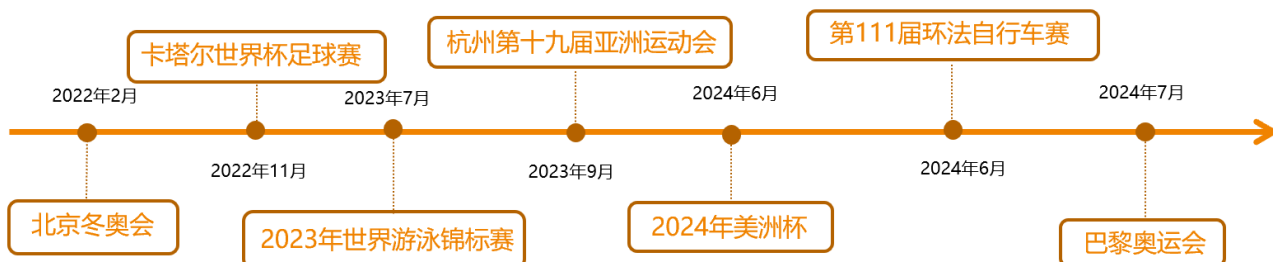 第111届环法自行车赛
卡塔尔世界杯足球赛
杭州第十九届亚洲运动会
2022年2月
2023年7月
2024年6月
2024年7月
2022年11月
2023年9月
2024年6月
北京冬奥会
2023年世界游泳锦标赛
2024年美洲杯
巴黎奥运会